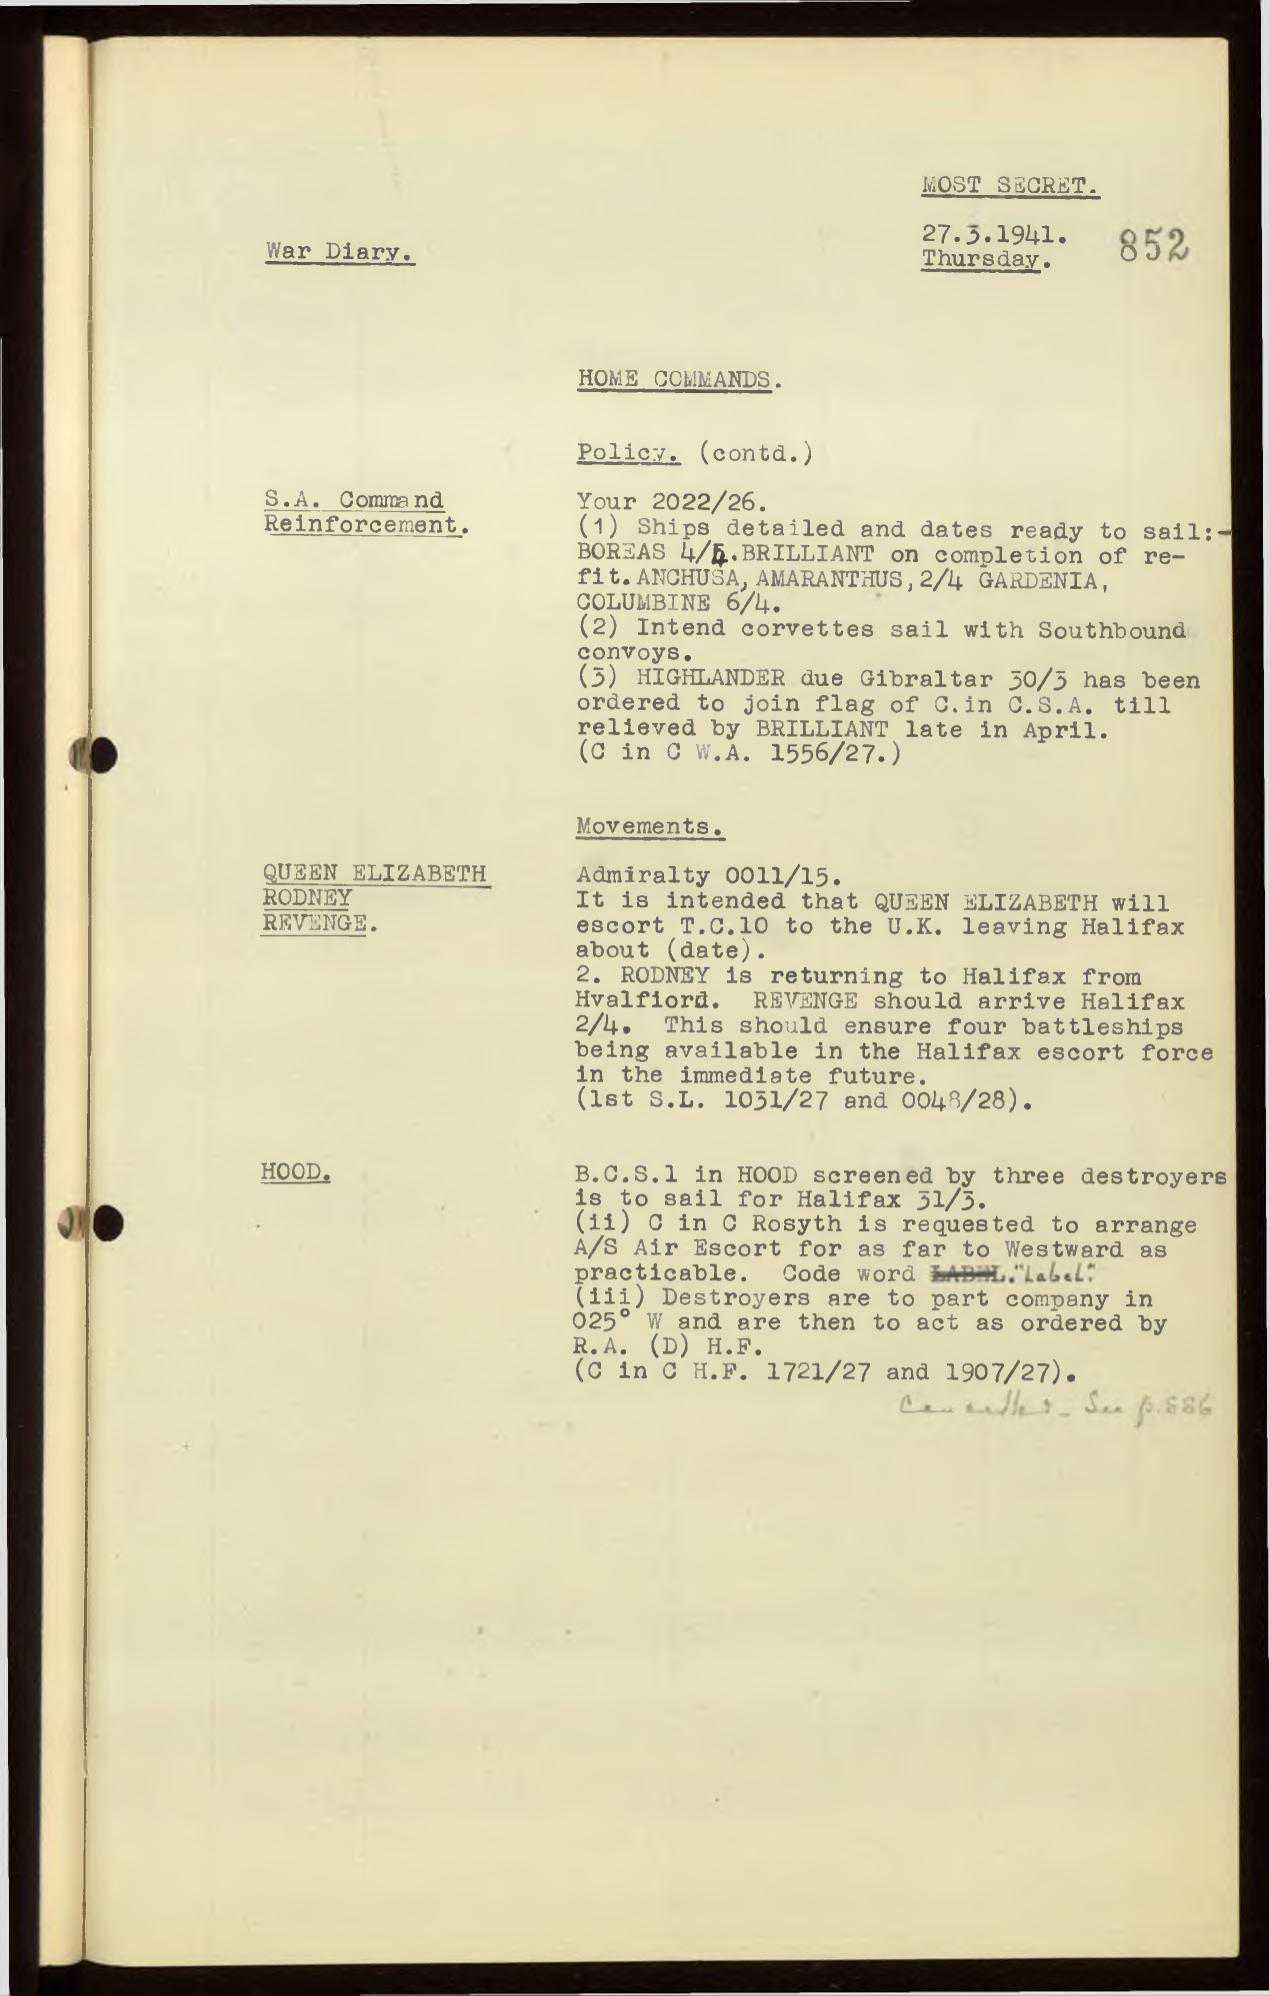 MOST SECRET.
27.3.1941.
852
War Diary.
Thursday.
HOME COMMANDS.
Policy. (contd.)
S.A. Command
Reinforcement.
Your 2022/26.
(1) Ships detailed and dates ready to sail:-
BOREAS 4/4.BRILLIANT on completion of re-
fit. ANCHUSA, AMARANTHUS, 2/4 GARDENIA,
COLUMBINE 6/4.
(2) Intend corvettes sail with Southbound
convoys.
(3) HIGHLANDER due Gibraltar 30/3 has been
ordered to join flag of C.in C.S.A. till
relieved by BRILLIANT late in April.
(C in C W.A. 1556/27.)
Movements.
QUEEN ELIZABETH
RODNEY
REVENGE.
Admiralty 0011/15.
It is intended that QUEEN ELIZABETH will
escort T.C.10 to the U.K. leaving Halifax
about (date).
2. RODNEY is returning to Halifax from
Hvalfiord. REVENGE should arrive Halifax
2/4. This should ensure four battleships
being available in the Halifax escort force
in the immediate future.
(1st S.L. 1031/27 and 0048/28).
HOOD.
B.C.S.1 in HOOD screened by three destroyers
is to sail for Halifax 31/3.
(ii) C in C Rosyth is requested to arrange
A/S Air Escort for as far to Westward as
practicable. Code word LABEL."Label".
(iii) Destroyers are to part company in
025° W and are then to act as ordered by
R.A. (D) H.F.
(C in C H.F. 1721/27 and 1907/27).
Cancelled - See p.886